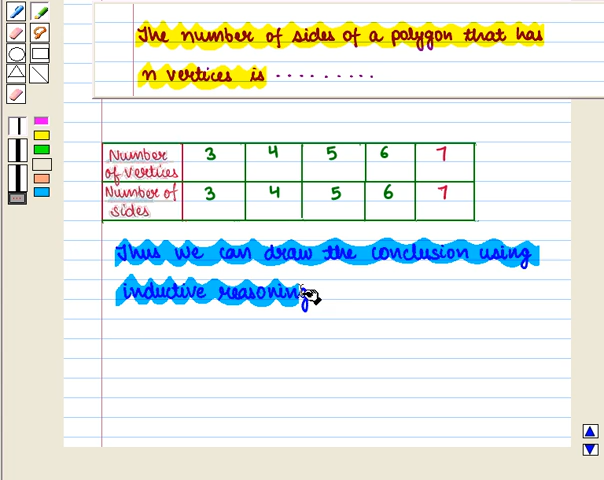 The number of sides of a polygon that has
n vertices is ..........
Number of vertices 3 4 5 6 7
Number of sides 3 4 5 6 7
Thus we can draw the conclusion using
inductive reasoning